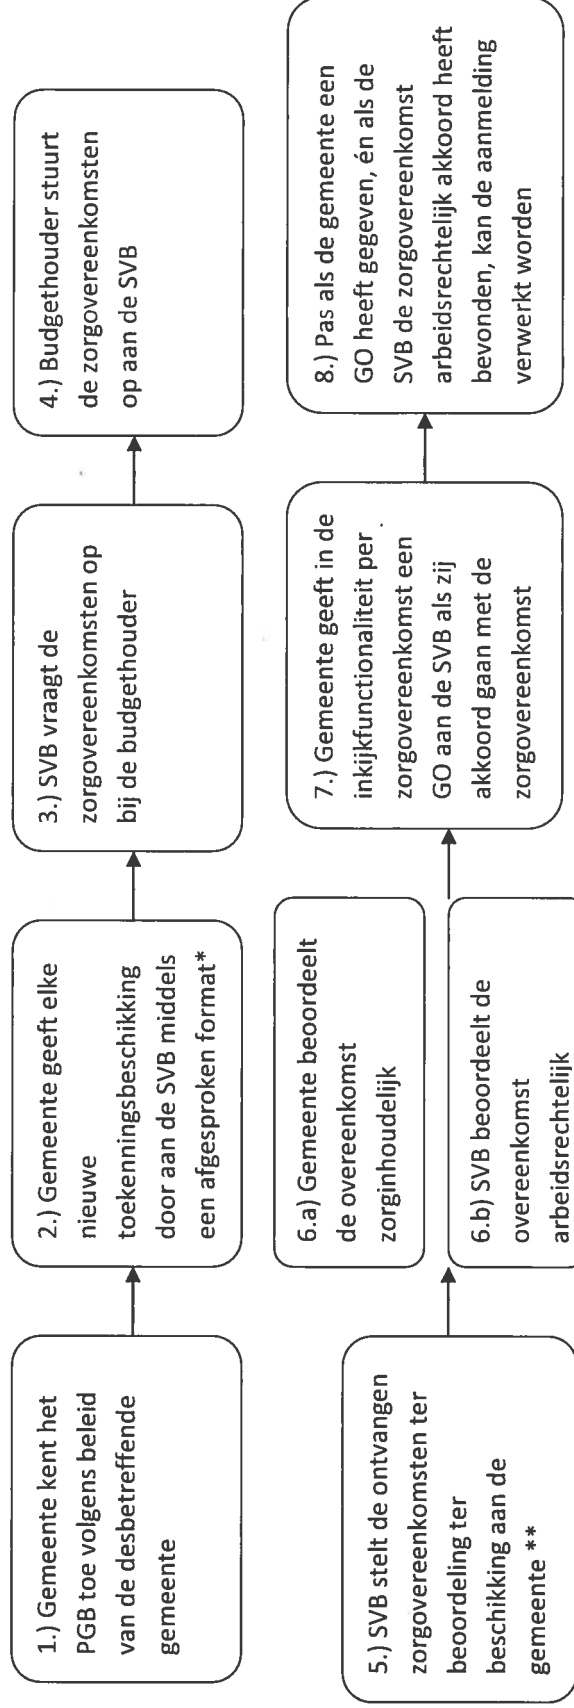 1.) Gemeente kent het
PGB toe volgens beleid
van de desbetreffende
gemeente
2.) Gemeente geeft elke
nieuwe
toekenningsbeschikking
door aan de SVB middels
een afgesproken format*
3.) SVB vraagt de
zorgovereenkomsten op
bij de budgethouder
4.) Budgethouder stuurt
de zorgovereenkomsten
op aan de SVB
5.) SVB stelt de ontvangen
zorgovereenkomsten ter
beoordeling ter
beschikking aan de
gemeente **
6.a) Gemeente beoordeelt
de overeenkomst
zorginhoudelijk
6.b) SVB beoordeelt de
overeenkomst
arbeidsrechtelijk
7.) Gemeente geeft in de
inkijkfunctionaliteit per
zorgovereenkomst een
GO aan de SVB als zij
akkoord gaan met de
zorgovereenkomst
8.) Pas als de gemeente een
GO heeft gegeven, én als de
SVB de zorgovereenkomst
arbeidsrechtelijk akkoord heeft
bevonden, kan de aanmelding
verwerkt worden